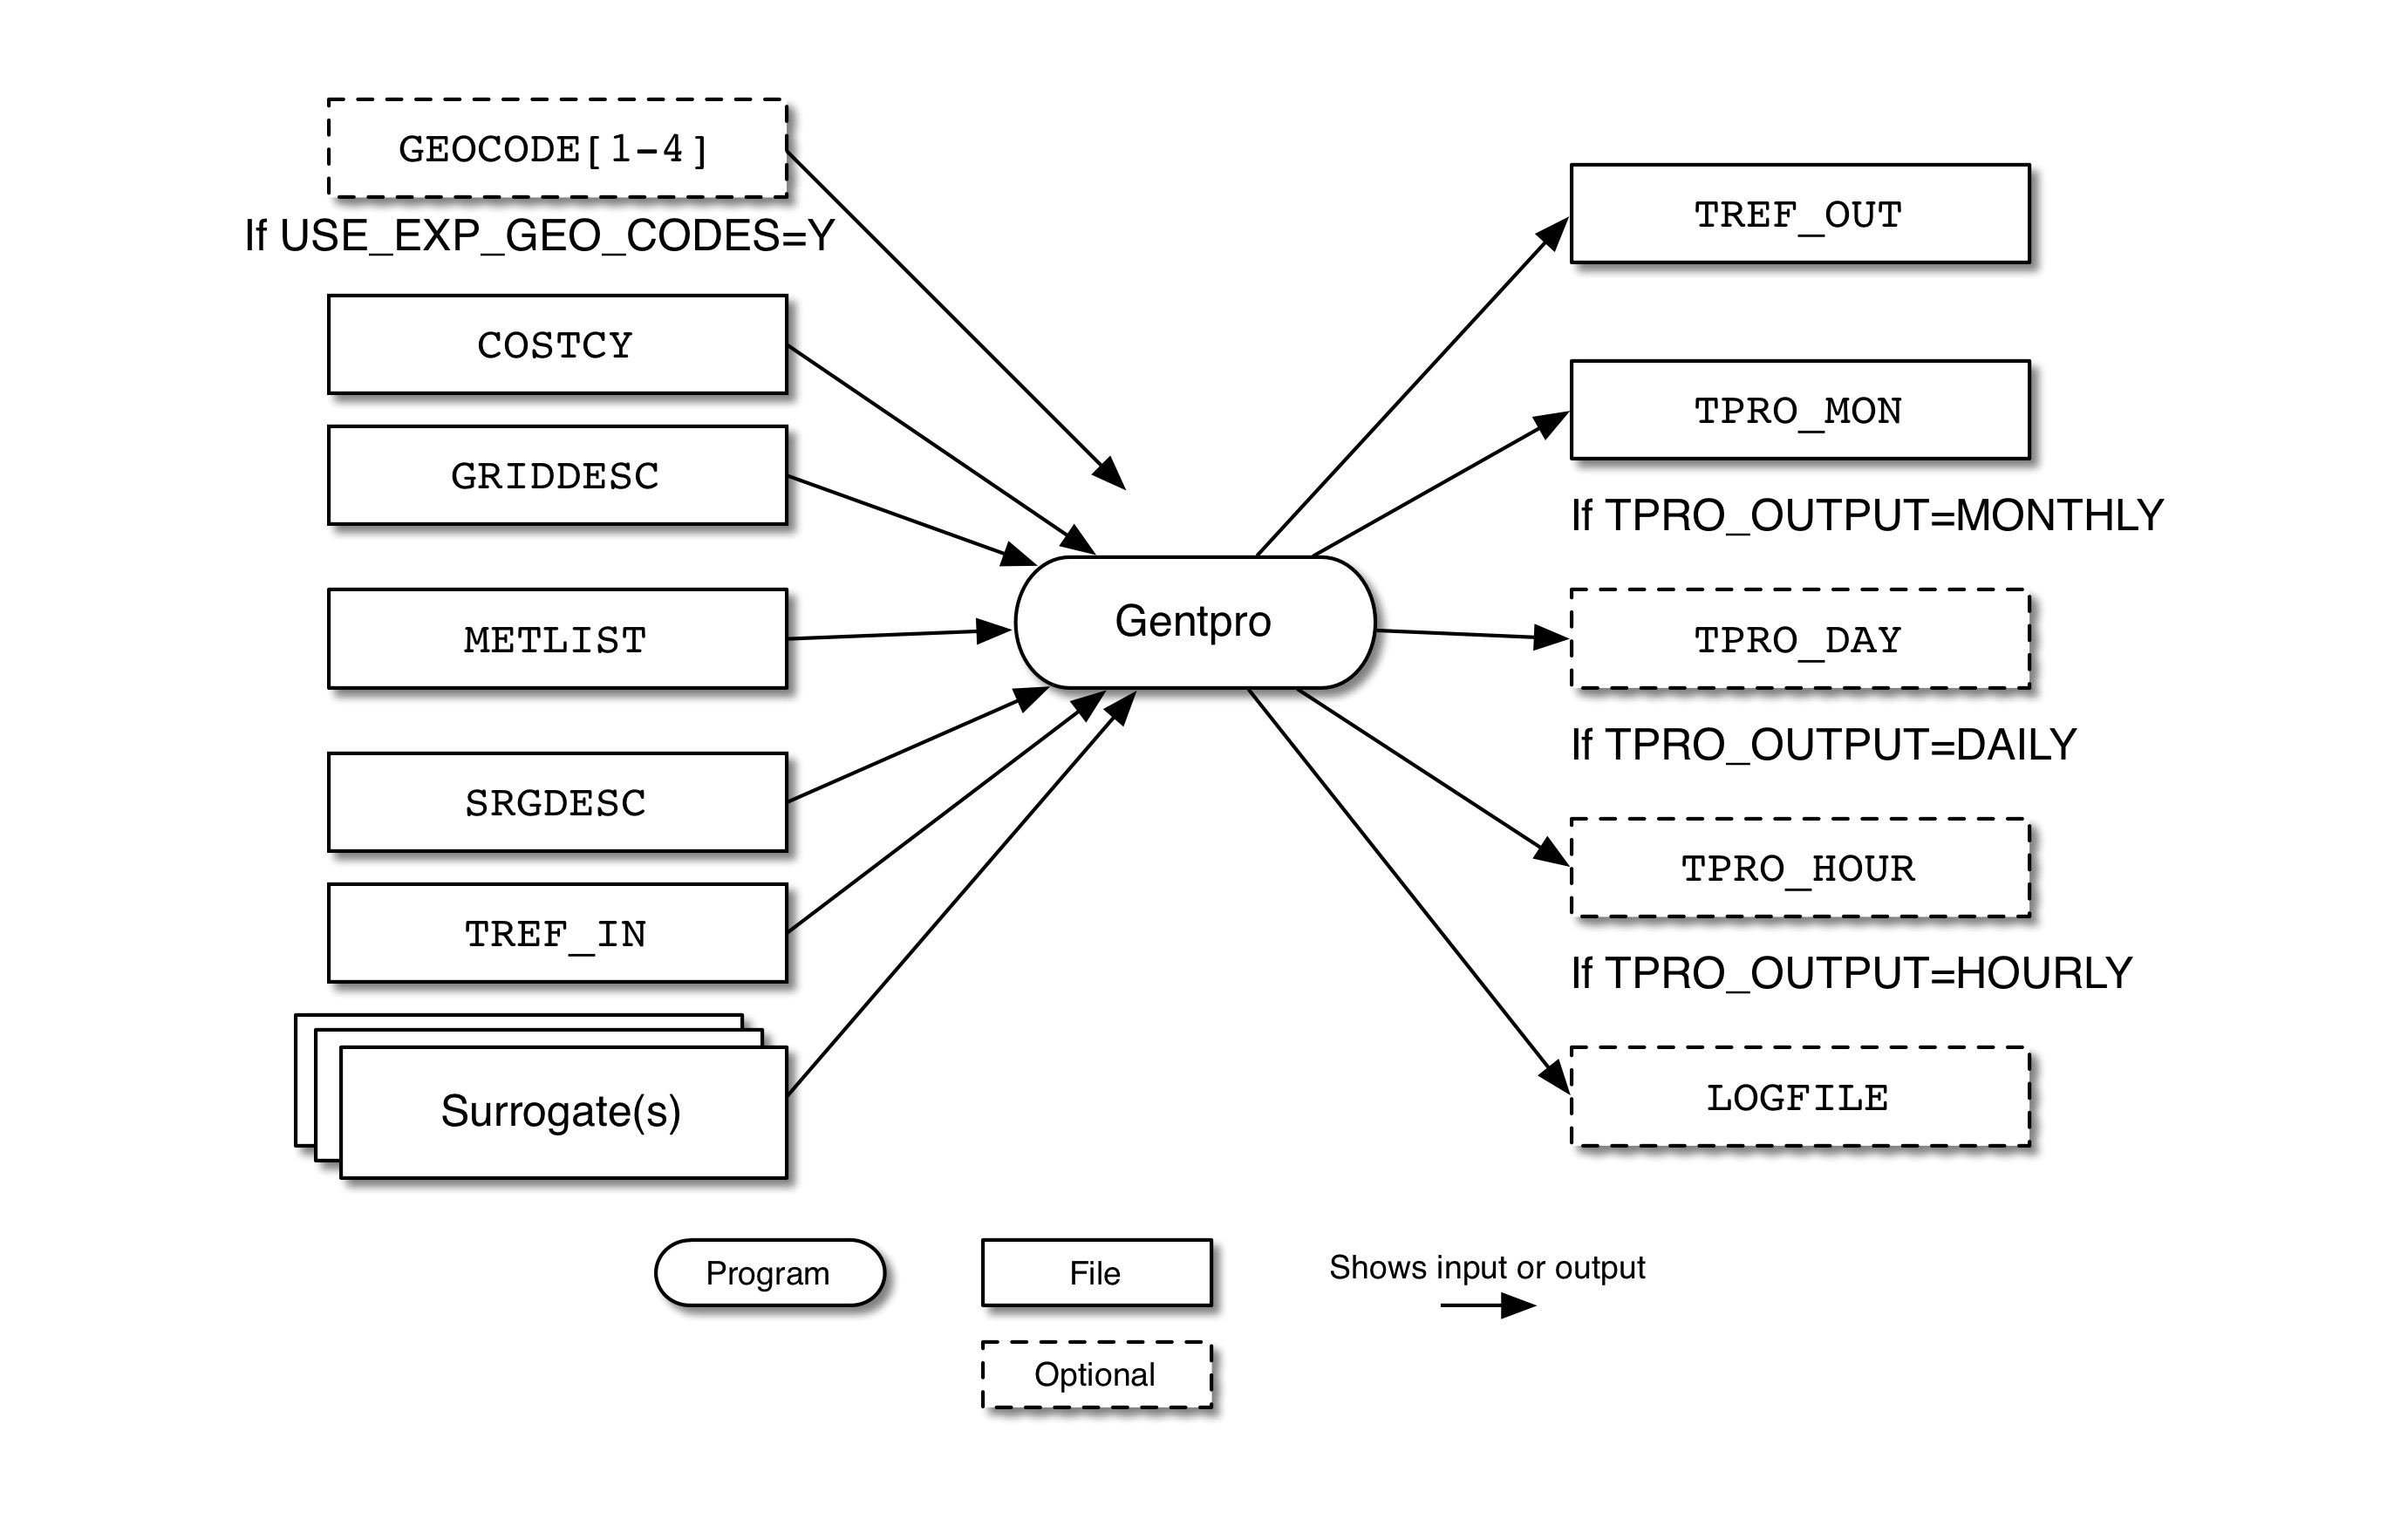 GEOCODE[1-4]
If USE_EXP_GEO_CODES=Y
COSTCY
GRIDDESC
METLIST
SRGDESC
TREF_IN
Surrogate(s)
Gentpro
TREF_OUT
TPRO_MON
If TPRO_OUTPUT=MONTHLY
TPRO_DAY
If TPRO_OUTPUT=DAILY
TPRO_HOUR
If TPRO_OUTPUT=HOURLY
LOGFILE
Program
File
Shows input or output
Optional